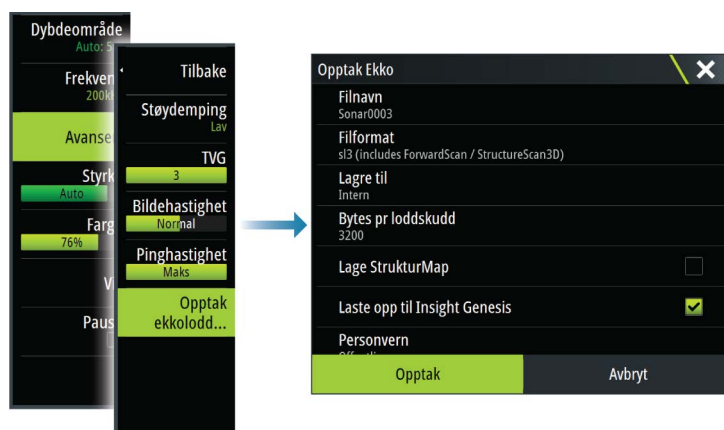 Dybdeområde
Auto: 5
Frekven
200k
Avanse
Styrk
Auto
Farg
76%
V
Paus
Tilbake
Støydemping
Lav
TVG
3
Bildehastighet
Normal
Pinghastighet
Maks
Opptak
ekkolodd...
Opptak Ekko
Filnavn
Sonar0003
Filformat
sl3 (includes ForwardScan / StructureScan3D)
Lagre til
Intern
Bytes pr loddskudd
3200
Lage StrukturMap
Laste opp til Insight Genesis
Personvern
Opptak
Avbryt